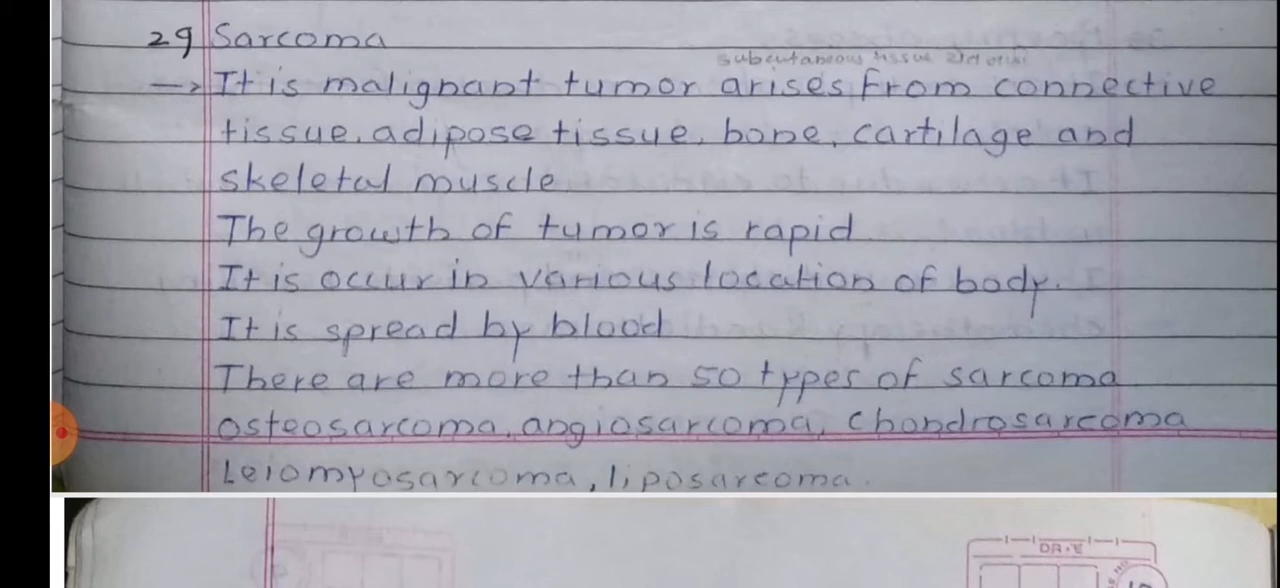 29 Sarcoma
subcutaneous tissue
→ It is malignant tumor arises from connective
tissue, adipose tissue, bone, cartilage and
skeletal muscle
The growth of tumor is rapid
It is occur in various location of body.
It is spread by blood
There are more than 50 types of sarcoma
osteosarcoma, angiosarcoma, chondrosarcoma
Leiomyosarcoma, liposarcoma.